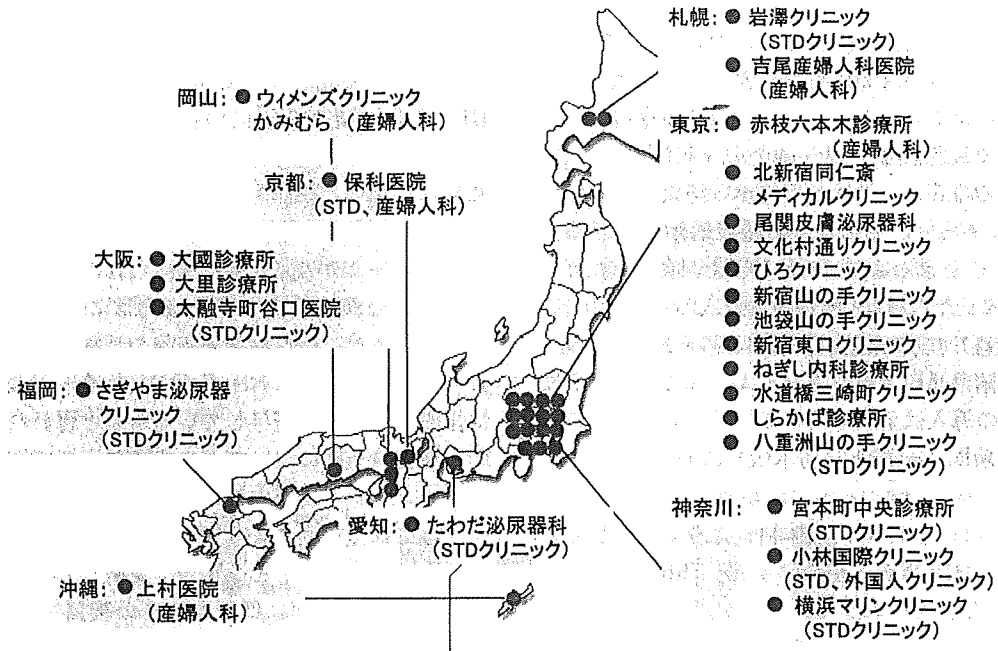 札幌: ● 岩澤クリニック
(STDクリニック)
● 吉尾産婦人科医院
(産婦人科)
岡山: ● ウィメンズクリニック
かみむら (産婦人科)
東京: ● 赤枝六本木診療所
(産婦人科)
● 北新宿同仁斎
メディカルクリニック
● 尾関皮膚泌尿器科
● 文化村通りクリニック
● ひろクリニック
● 新宿山の手クリニック
● 池袋山の手クリニック
● 新宿東口クリニック
● ねぎし内科診療所
● 水道橋三崎町クリニック
● しらかば診療所
● 八重洲山の手クリニック
(STDクリニック)
京都: ● 保科医院
(STD、産婦人科)
大阪: ● 大國診療所
● 大里診療所
● 太融寺町谷口医院
(STDクリニック)
福岡: ● さぎやま泌尿器
クリニック
(STDクリニック)
愛知: ● たわだ泌尿器科
(STDクリニック)
神奈川: ● 宮本町中央診療所
(STDクリニック)
● 小林国際クリニック
(STD、外国人クリニック)
● 横浜マリンクリニック
(STDクリニック)
沖縄: ● 上村医院
(産婦人科)